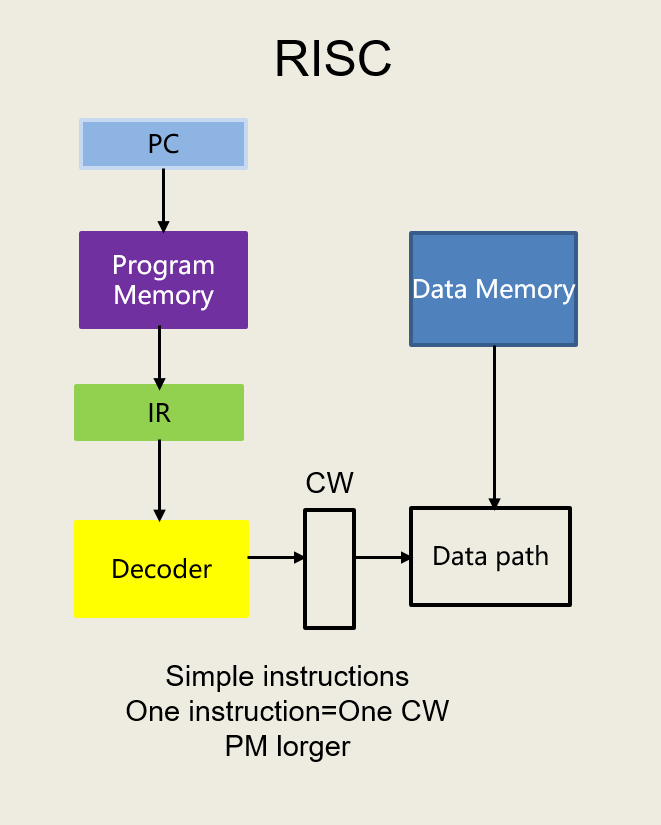 RISC
PC
Program
Memory
Data Memory
IR
CW
Decoder
Data path
Simple instructions
One instruction=One CW
PM lorger